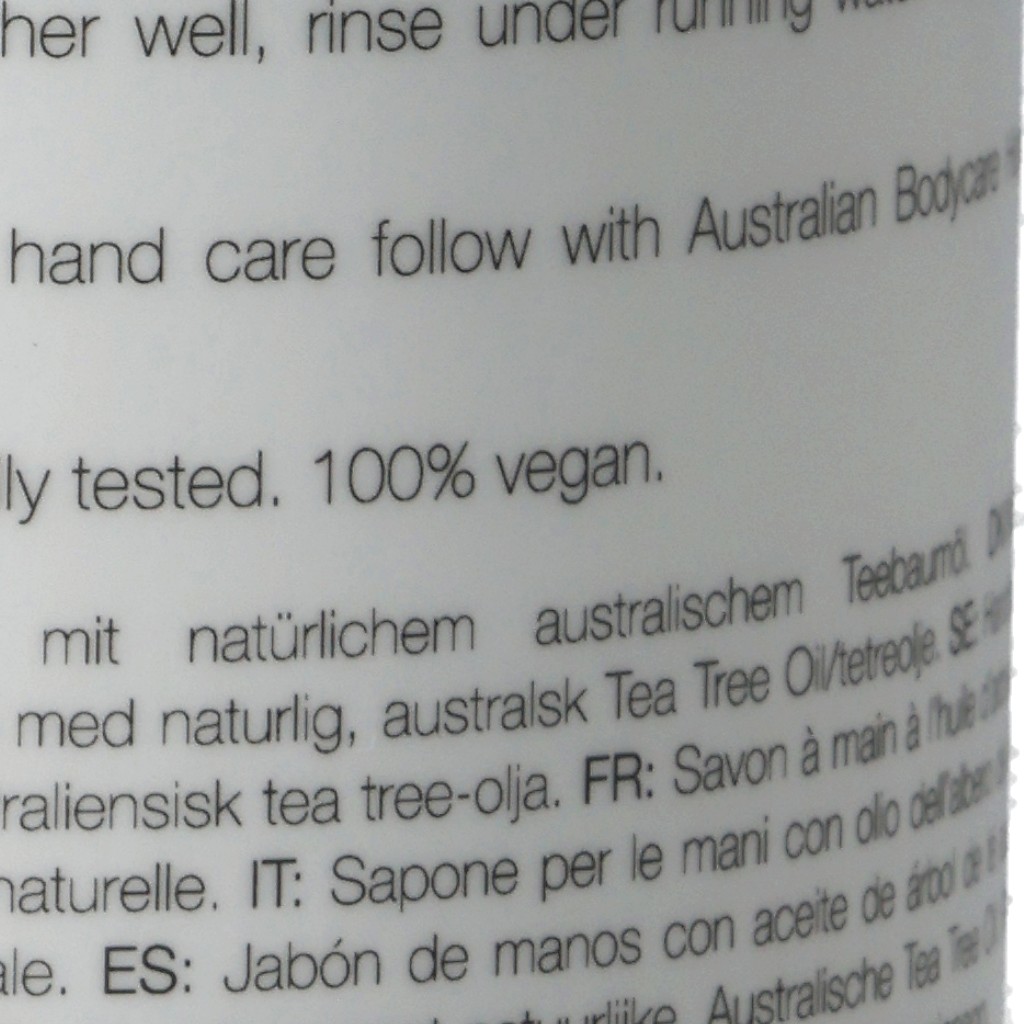 her well, rinse under running
hand care follow with Australian Bodycare
ly tested. 100% vegan.
mit natürlichem australischem Teebaumöl.
med naturlig, australsk Tea Tree Oil/tetreolje. SE
raliensisk tea tree-olja. FR: Savon à main à l'huile
naturelle. IT: Sapone per le mani con olio dell'albero
ale. ES: Jabón de manos con aceite de árbol de
Australische Tea Tree